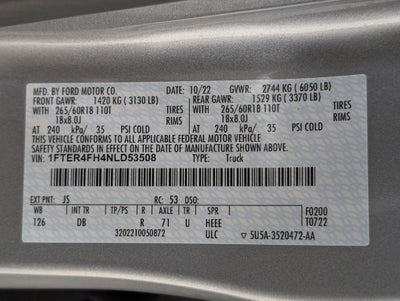 MFD. BY FORD MOTOR CO. 10/22 GVWR: 2744 KG ( 6050 LB)
FRONT GAWR: 1420 KG ( 3130 LB) REAR GAWR: 1529 KG ( 3370 LB)
WITH TIRES WITH TIRES
265/60R18 110T RIMS 265/60R18 110T RIMS
18x8.0J 18x8.0J
AT 240 kPa/ 35 PSI COLD AT 240 kPa/ 35 PSI COLD
THIS VEHICLE CONFORMS TO ALL APPLICABLE FEDERAL MOTOR
VEHICLE SAFETY STANDARDS IN EFFECT ON THE DATE OF MANUFACTURE SHOWN ABOVE.
VIN: 1FTER4FH4NLD53508 TYPE: Truck
EXT PNT: JS RC: 53 DSO:
WB INT TR TP/PS R AXLE TR SPR F0200
126 DB R 71 U HEEE T0722
3202210050872 ULC ▽ 5U5A-3520472-AA